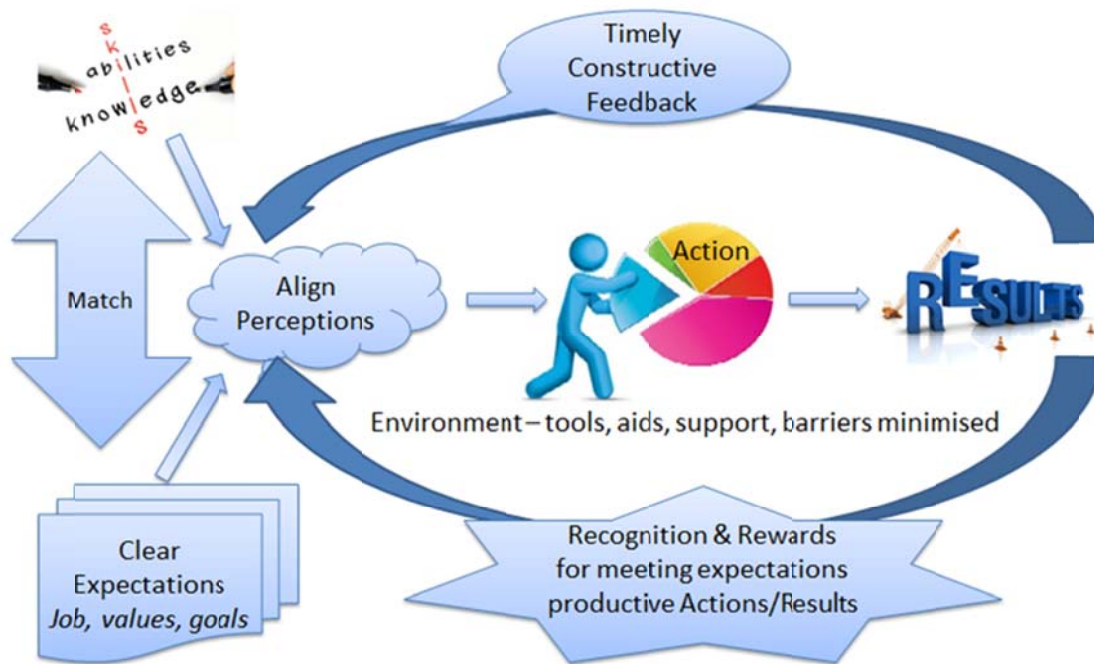 skills
abilities
knowledge
Timely
Constructive
Feedback
Match
Align
Perceptions
Action
RESULTS
Environment – tools, aids, support, barriers minimised
Clear
Expectations
Job, values, goals
Recognition & Rewards
for meeting expectations
productive Actions/Results